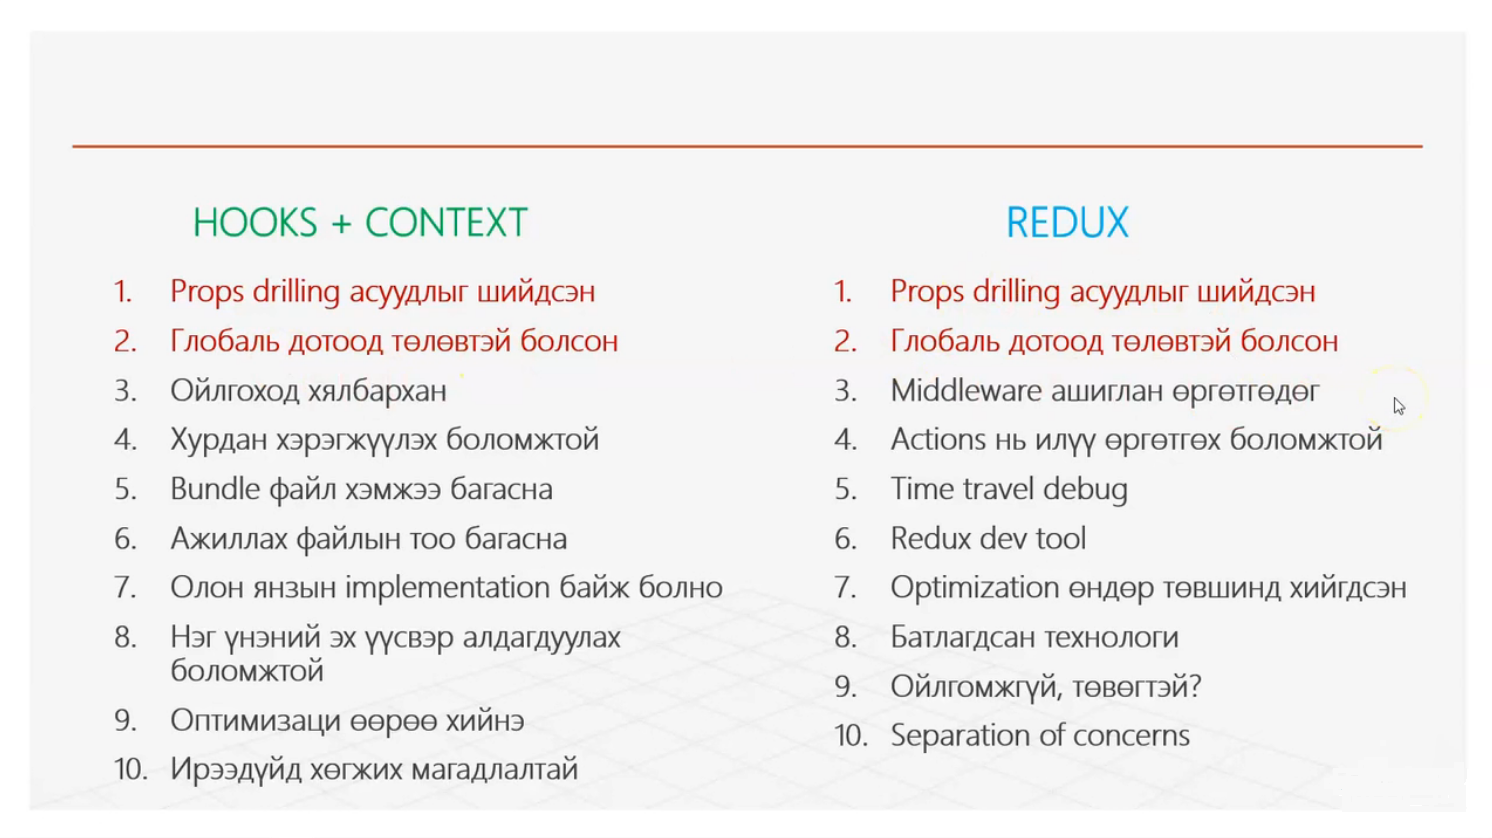 HOOKS + CONTEXT
1. Props drilling асуудлыг шийдсэн
2. Глобаль дотоод төлөвтэй болсон
3. Ойлгоход хялбархан
4. Хурдан хэрэгжүүлэх боломжтой
5. Bundle файл хэмжээ багасна
6. Ажиллах файлын тоо багасна
7. Олон янзын implementation байж болно
8. Нэг үнэний эх үүсвэр алдагдуулах
боломжтой
9. Оптимизаци өөрөө хийнэ
10. Ирээдүйд хөгжих магадлалтай
REDUX
1. Props drilling асуудлыг шийдсэн
2. Глобаль дотоод төлөвтэй болсон
3. Middleware ашиглан өргөтгөдөг
4. Actions нь илүү өргөтгөх боломжтой
5. Time travel debug
6. Redux dev tool
7. Optimization өндөр төвшинд хийгдсэн
8. Батлагдсан технологи
9. Ойлгомжгүй, төвөгтэй?
10. Separation of concerns